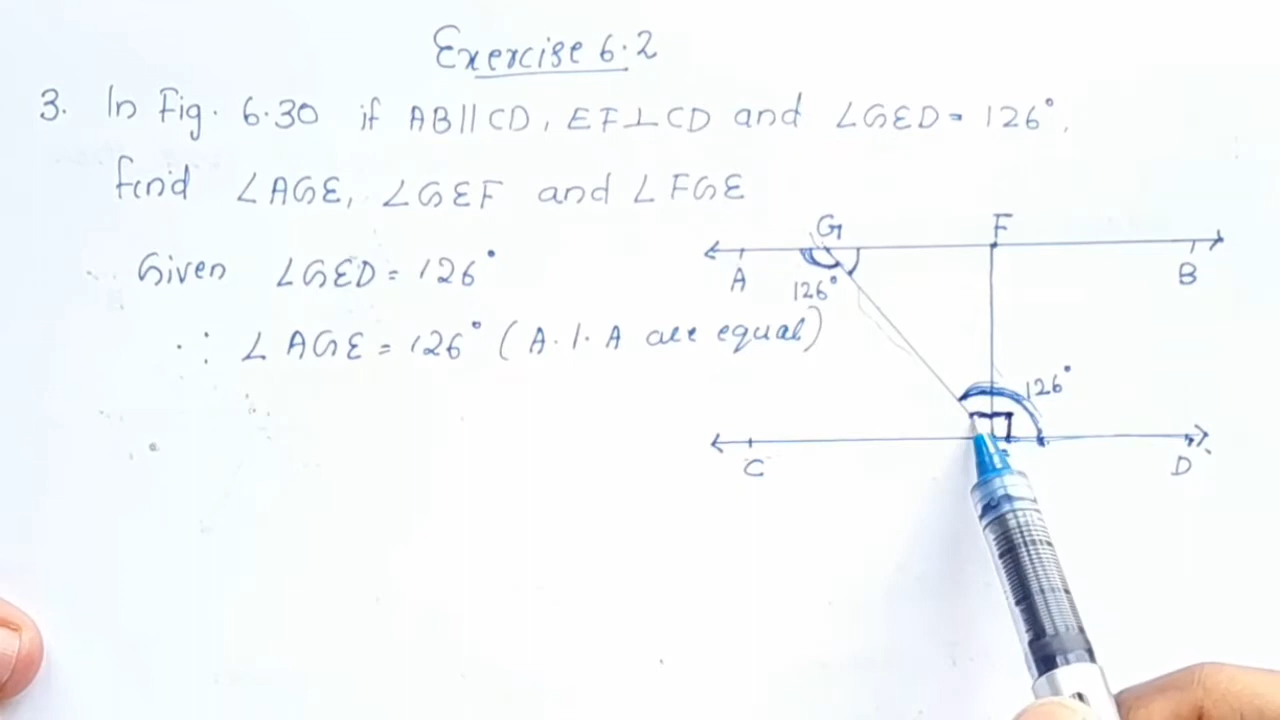 Exercise 6.2
3. In Fig. 6.30 if AB||CD, EF⊥CD and ∠GED = 126°,
find ∠AGE, ∠GEF and ∠FGE
Given ∠GED = 126°
∴ ∠AGE = 126° (A.I.A are equal)
G F
A B
126°
126°
C D